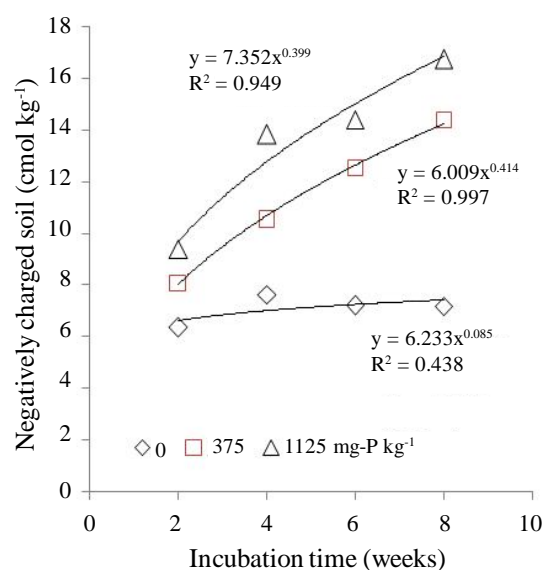 18
16
14
12
10
8
6
4
2
0
Negatively charged soil (cmol kg⁻¹)
y = 7.352x^0.399
R² = 0.949
y = 6.009x^0.414
R² = 0.997
y = 6.233x^0.085
R² = 0.438
0 375 1125 mg-P kg⁻¹
0 2 4 6 8 10
Incubation time (weeks)